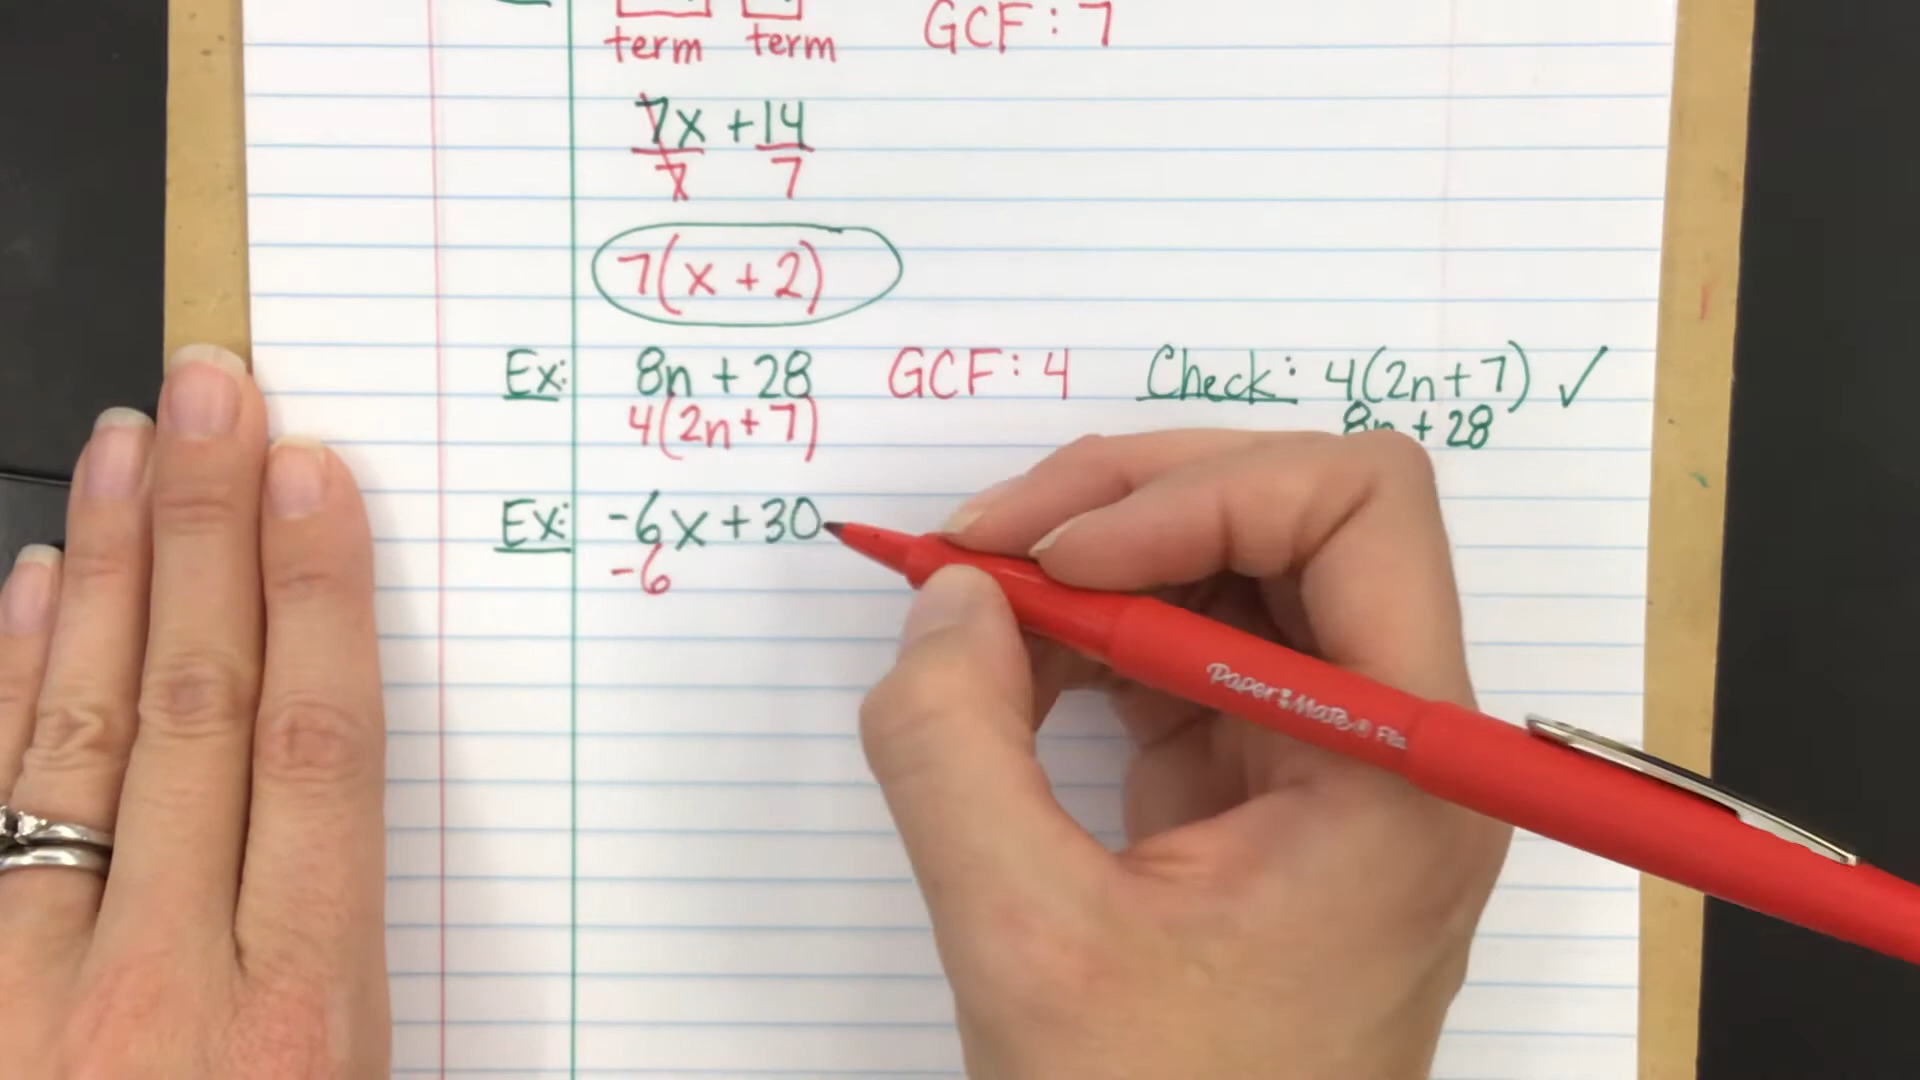 term term GCF: 7
7x + 14
7 7
7(x + 2)
Ex: 8n + 28 GCF: 4 Check: 4(2n + 7) ✓
4(2n + 7) 8n + 28
Ex: -6x + 30
-6
Paper Mate®